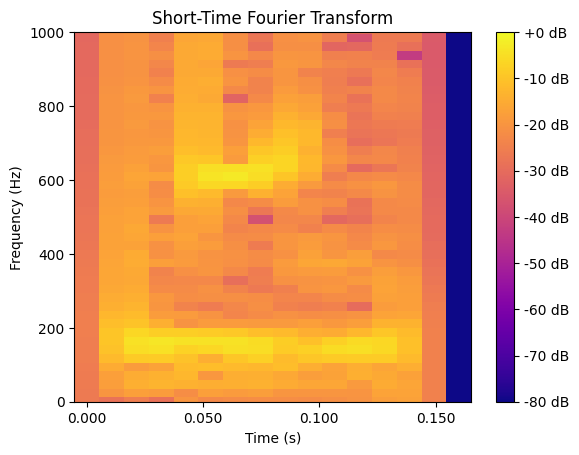 Short-Time Fourier Transform
1000
800
600
400
200
0
Frequency (Hz)
0.000
0.050
0.100
0.150
Time (s)
+0 dB
-10 dB
-20 dB
-30 dB
-40 dB
-50 dB
-60 dB
-70 dB
-80 dB